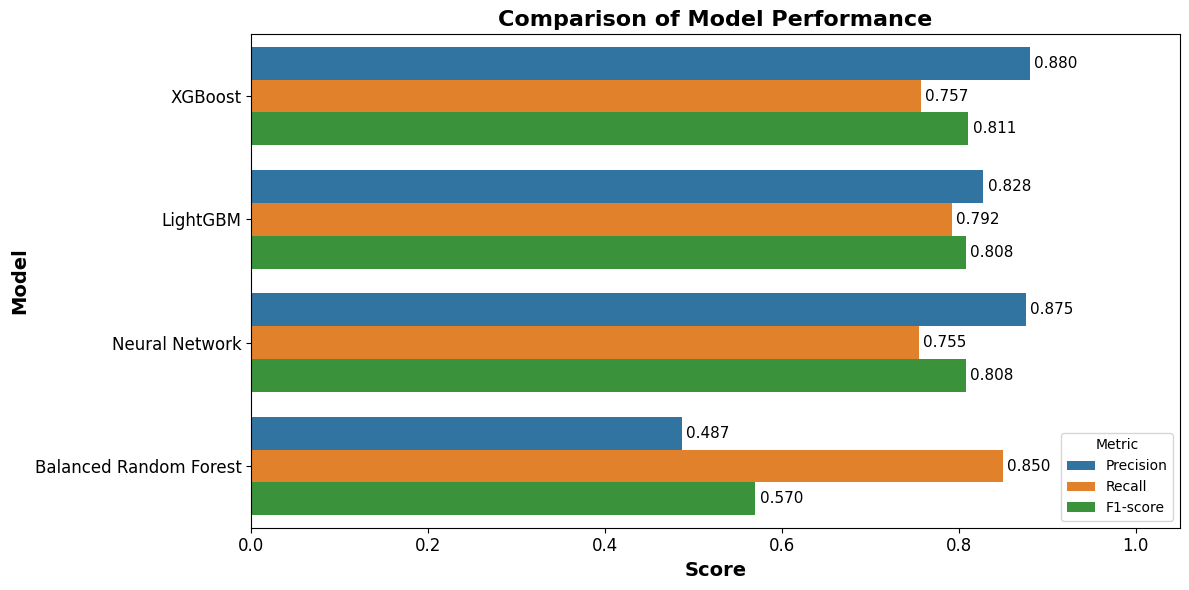 Comparison of Model Performance
Model
XGBoost
0.880
0.757
0.811
LightGBM
0.828
0.792
0.808
Neural Network
0.875
0.755
0.808
Balanced Random Forest
0.487
0.850
0.570
Metric
Precision
Recall
F1-score
0.0 0.2 0.4 0.6 0.8 1.0
Score